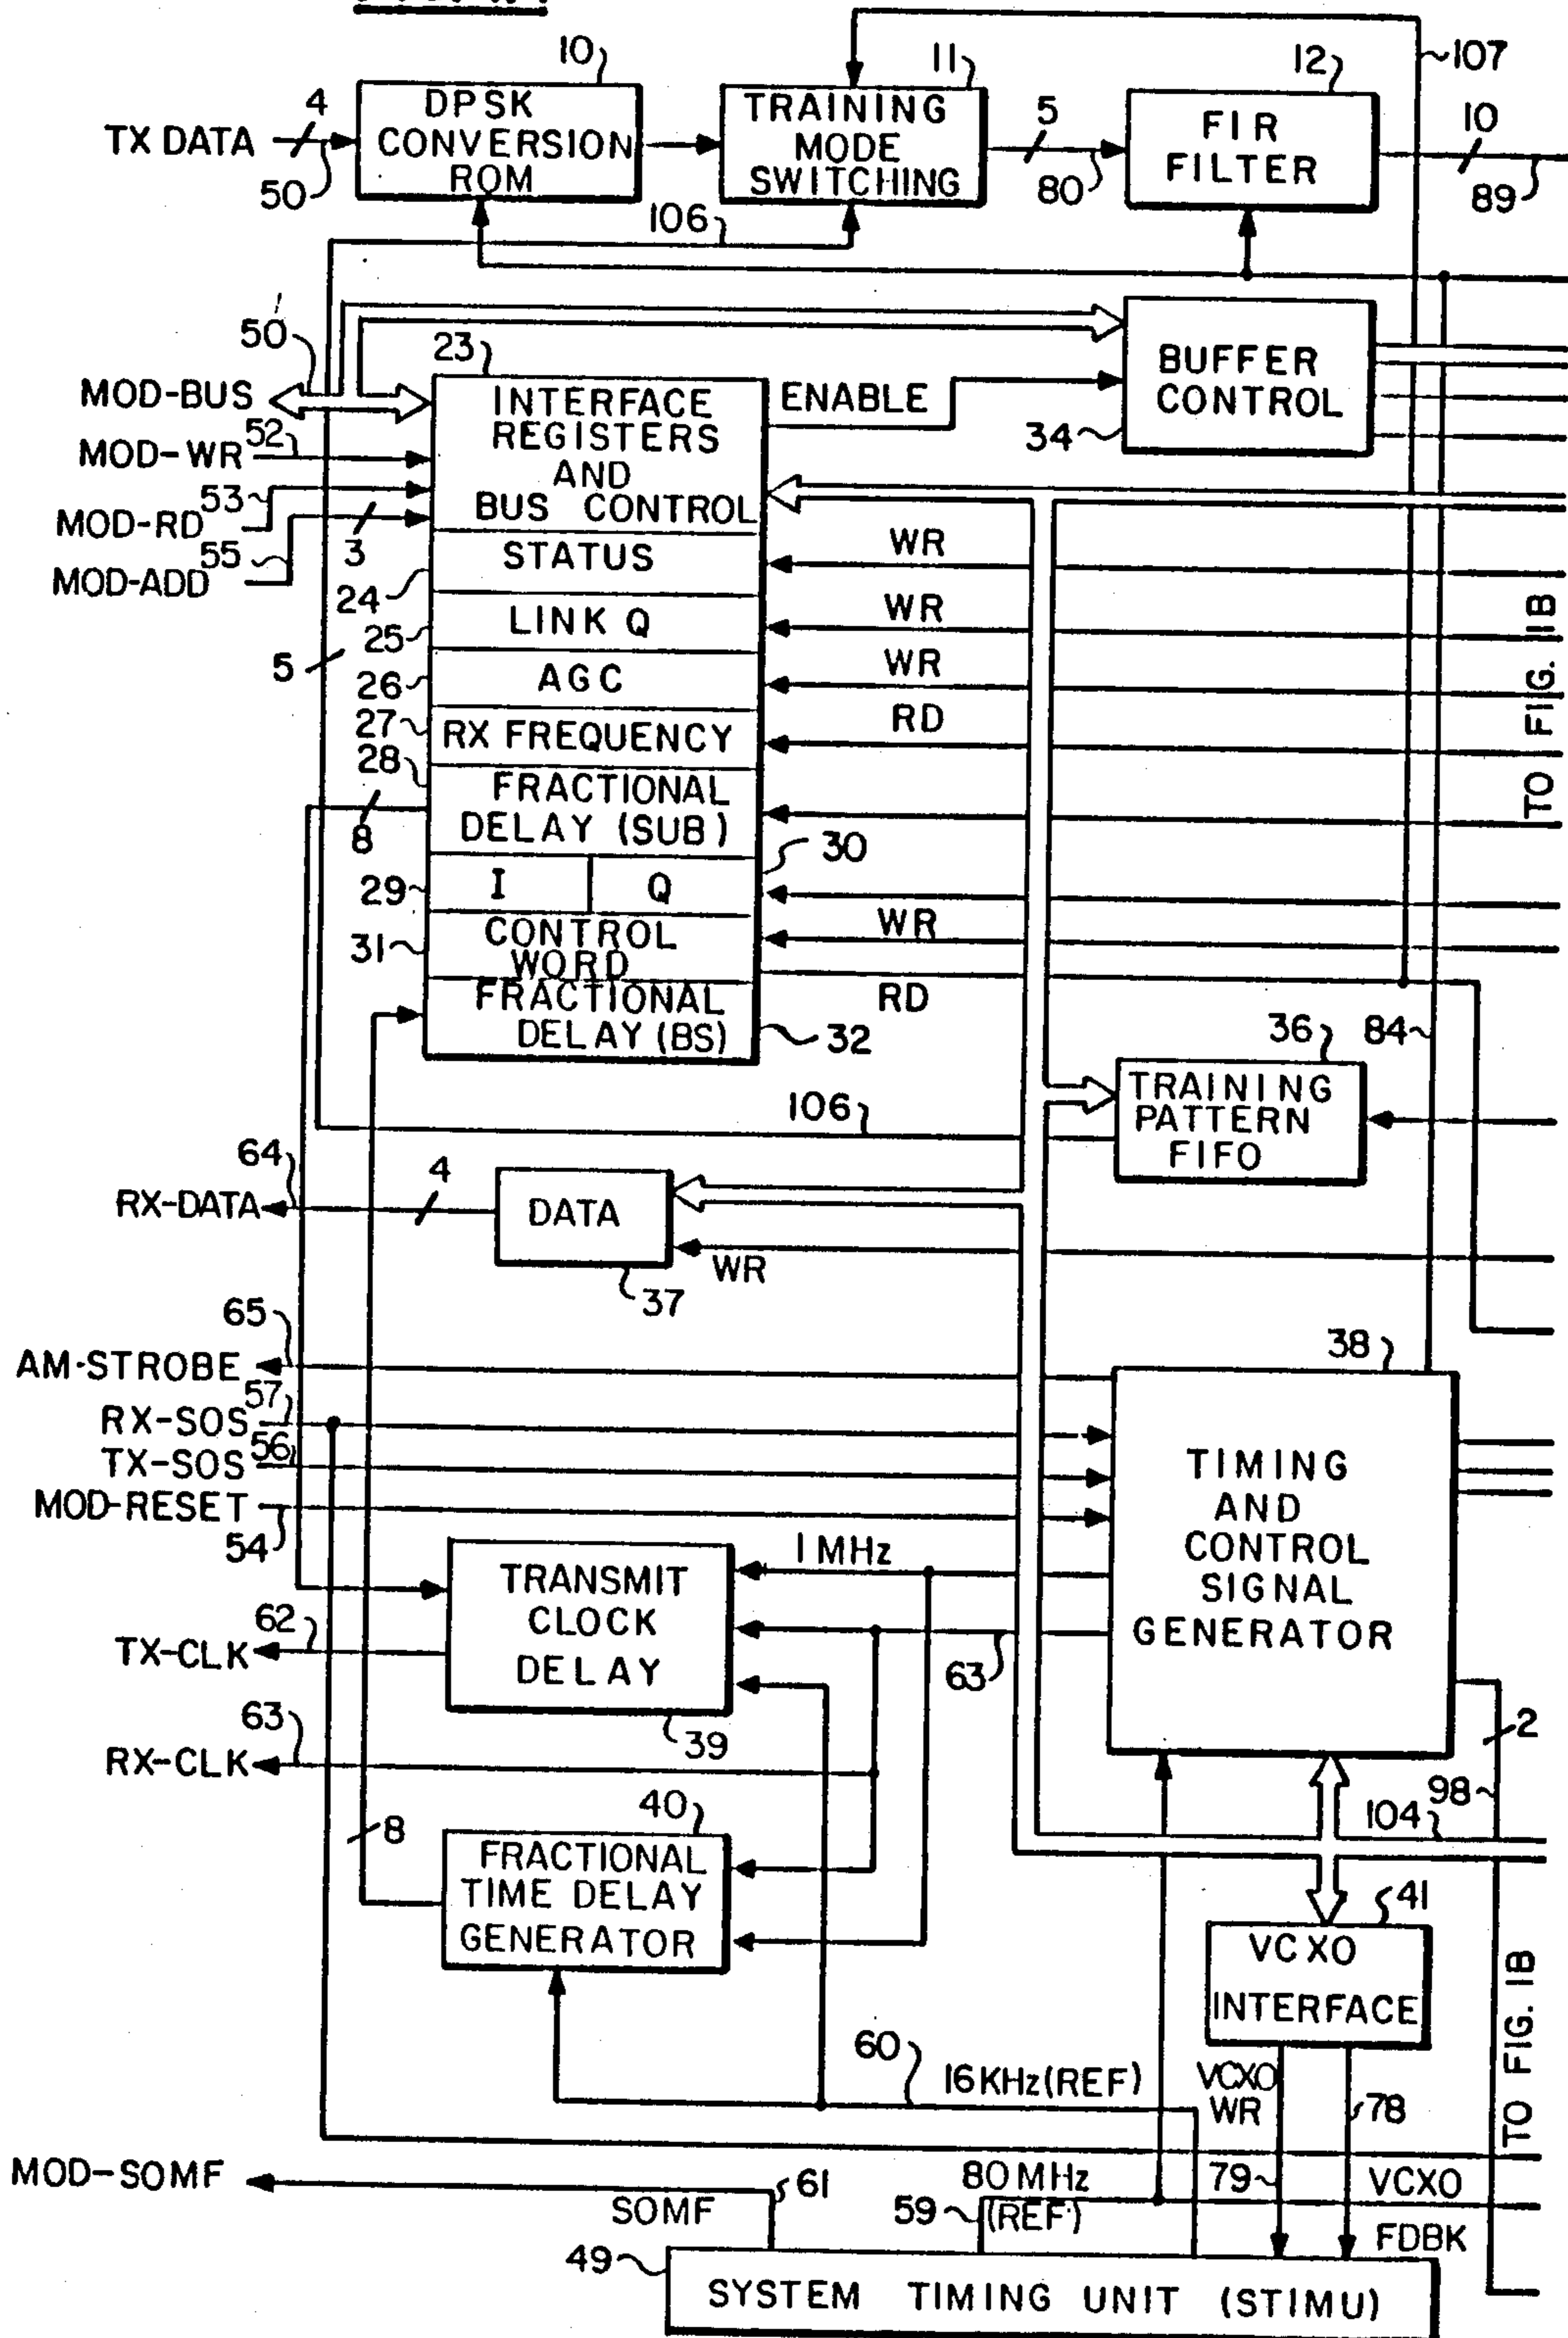 10
11
12
107
TX DATA
4
50
DPSK
CONVERSION
ROM
TRAINING
MODE
SWITCHING
5
80
FIR
FILTER
10
89
106
50'
MOD-BUS
MOD-WR
52
MOD-RD
53
MOD-ADD
55
3
5
23
INTERFACE
REGISTERS
AND
BUS CONTROL
ENABLE
BUFFER
CONTROL
34
24
STATUS
WR
25
LINK Q
WR
26
AGC
WR
27
RX FREQUENCY
RD
28
8
FRACTIONAL
DELAY (SUB)
29
I
Q
30
31
CONTROL
WORD
WR
RD
FRACTIONAL
DELAY (BS)
32
TO FIG. 1B
84
36
TRAINING
PATTERN
FIFO
106
64
RX-DATA
4
DATA
WR
37
65
AM-STROBE
57
RX-SOS
56
TX-SOS
MOD-RESET
54
38
TIMING
AND
CONTROL
SIGNAL
GENERATOR
1 MHz
TRANSMIT
CLOCK
DELAY
39
62
TX-CLK
63
63
RX-CLK
2
98
104
8
40
FRACTIONAL
TIME DELAY
GENERATOR
41
VCXO
INTERFACE
TO FIG. 1B
60
16KHz (REF)
VCXO
WR
78
79
MOD-SOMF
SOMF
61
80 MHz
(REF)
59
VCXO
FDBK
49
SYSTEM TIMING UNIT (STIMU)